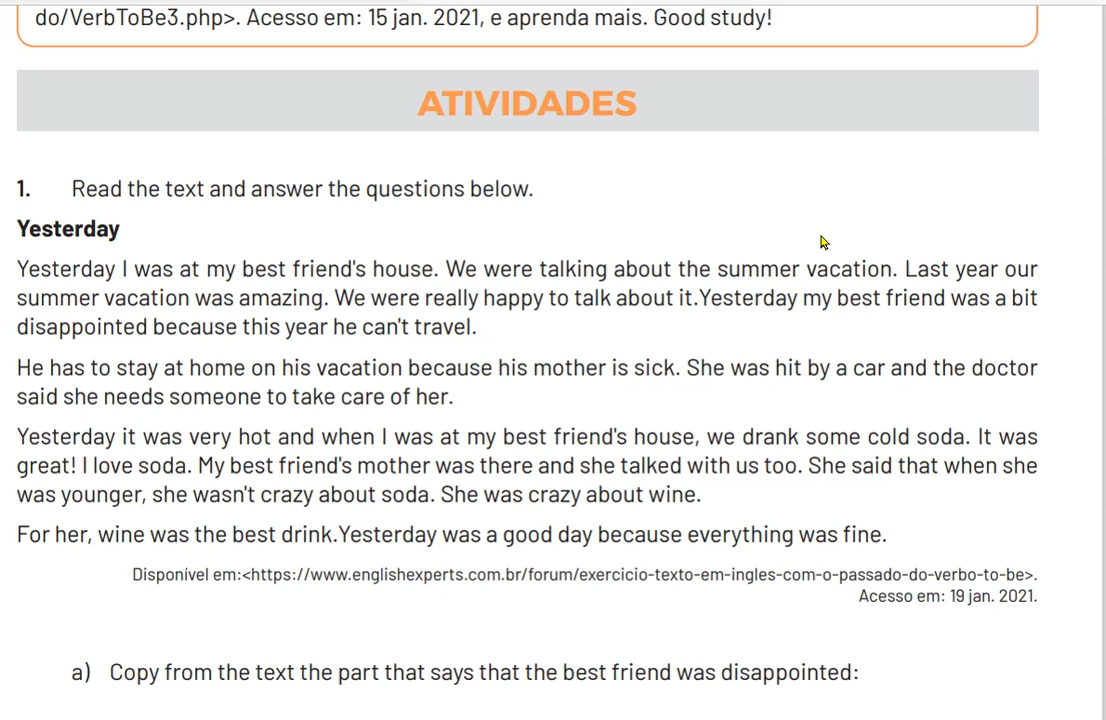 do/VerbToBe3.php>. Acesso em: 15 jan. 2021, e aprenda mais. Good study!
ATIVIDADES
1. Read the text and answer the questions below.
Yesterday
Yesterday I was at my best friend's house. We were talking about the summer vacation. Last year our
summer vacation was amazing. We were really happy to talk about it.Yesterday my best friend was a bit
disappointed because this year he can't travel.
He has to stay at home on his vacation because his mother is sick. She was hit by a car and the doctor
said she needs someone to take care of her.
Yesterday it was very hot and when I was at my best friend's house, we drank some cold soda. It was
great! I love soda. My best friend's mother was there and she talked with us too. She said that when she
was younger, she wasn't crazy about soda. She was crazy about wine.
For her, wine was the best drink.Yesterday was a good day because everything was fine.
Disponível em:<https://www.englishexperts.com.br/forum/exercicio-texto-em-ingles-com-o-passado-do-verbo-to-be>.
Acesso em: 19 jan. 2021.
a) Copy from the text the part that says that the best friend was disappointed: